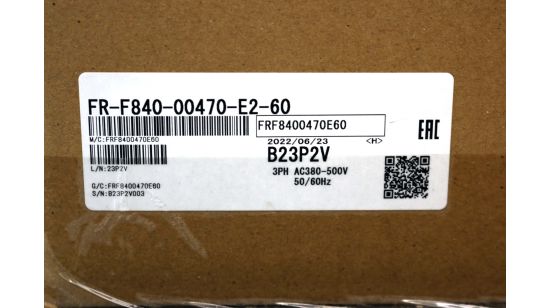 FR-F840-00470-E2-60
FRF8400470E60
M/C:FRF8400470E60
2022/06/23 <H>
EAC
B23P2V
L/N:23P2V
3PH AC380-500V
50/60Hz
G/C:FRF8400470E60
S/N:B23P2V003